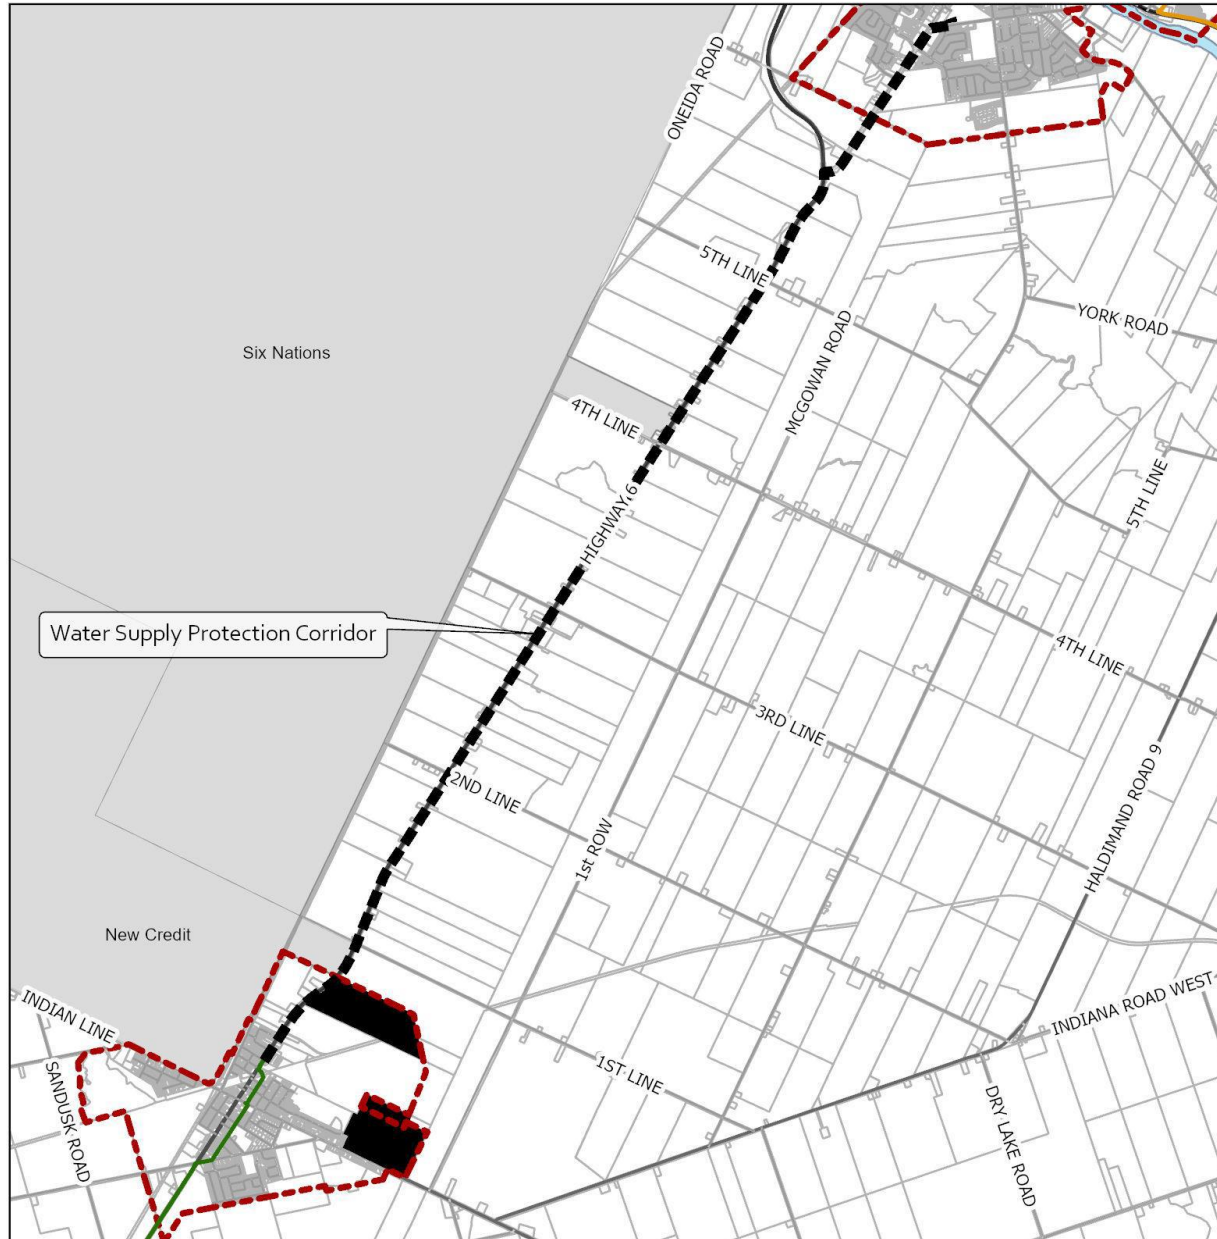 ONEIDA ROAD
5TH LINE
YORK ROAD
Six Nations
MCGOWAN ROAD
4TH LINE
5TH LINE
HIGHWAY 6
Water Supply Protection Corridor
4TH LINE
3RD LINE
HALDIMAND ROAD 9
2ND LINE
1st ROW
New Credit
INDIAN LINE
INDIANA ROAD WEST
SANDUSK ROAD
1ST LINE
DRY LAKE ROAD